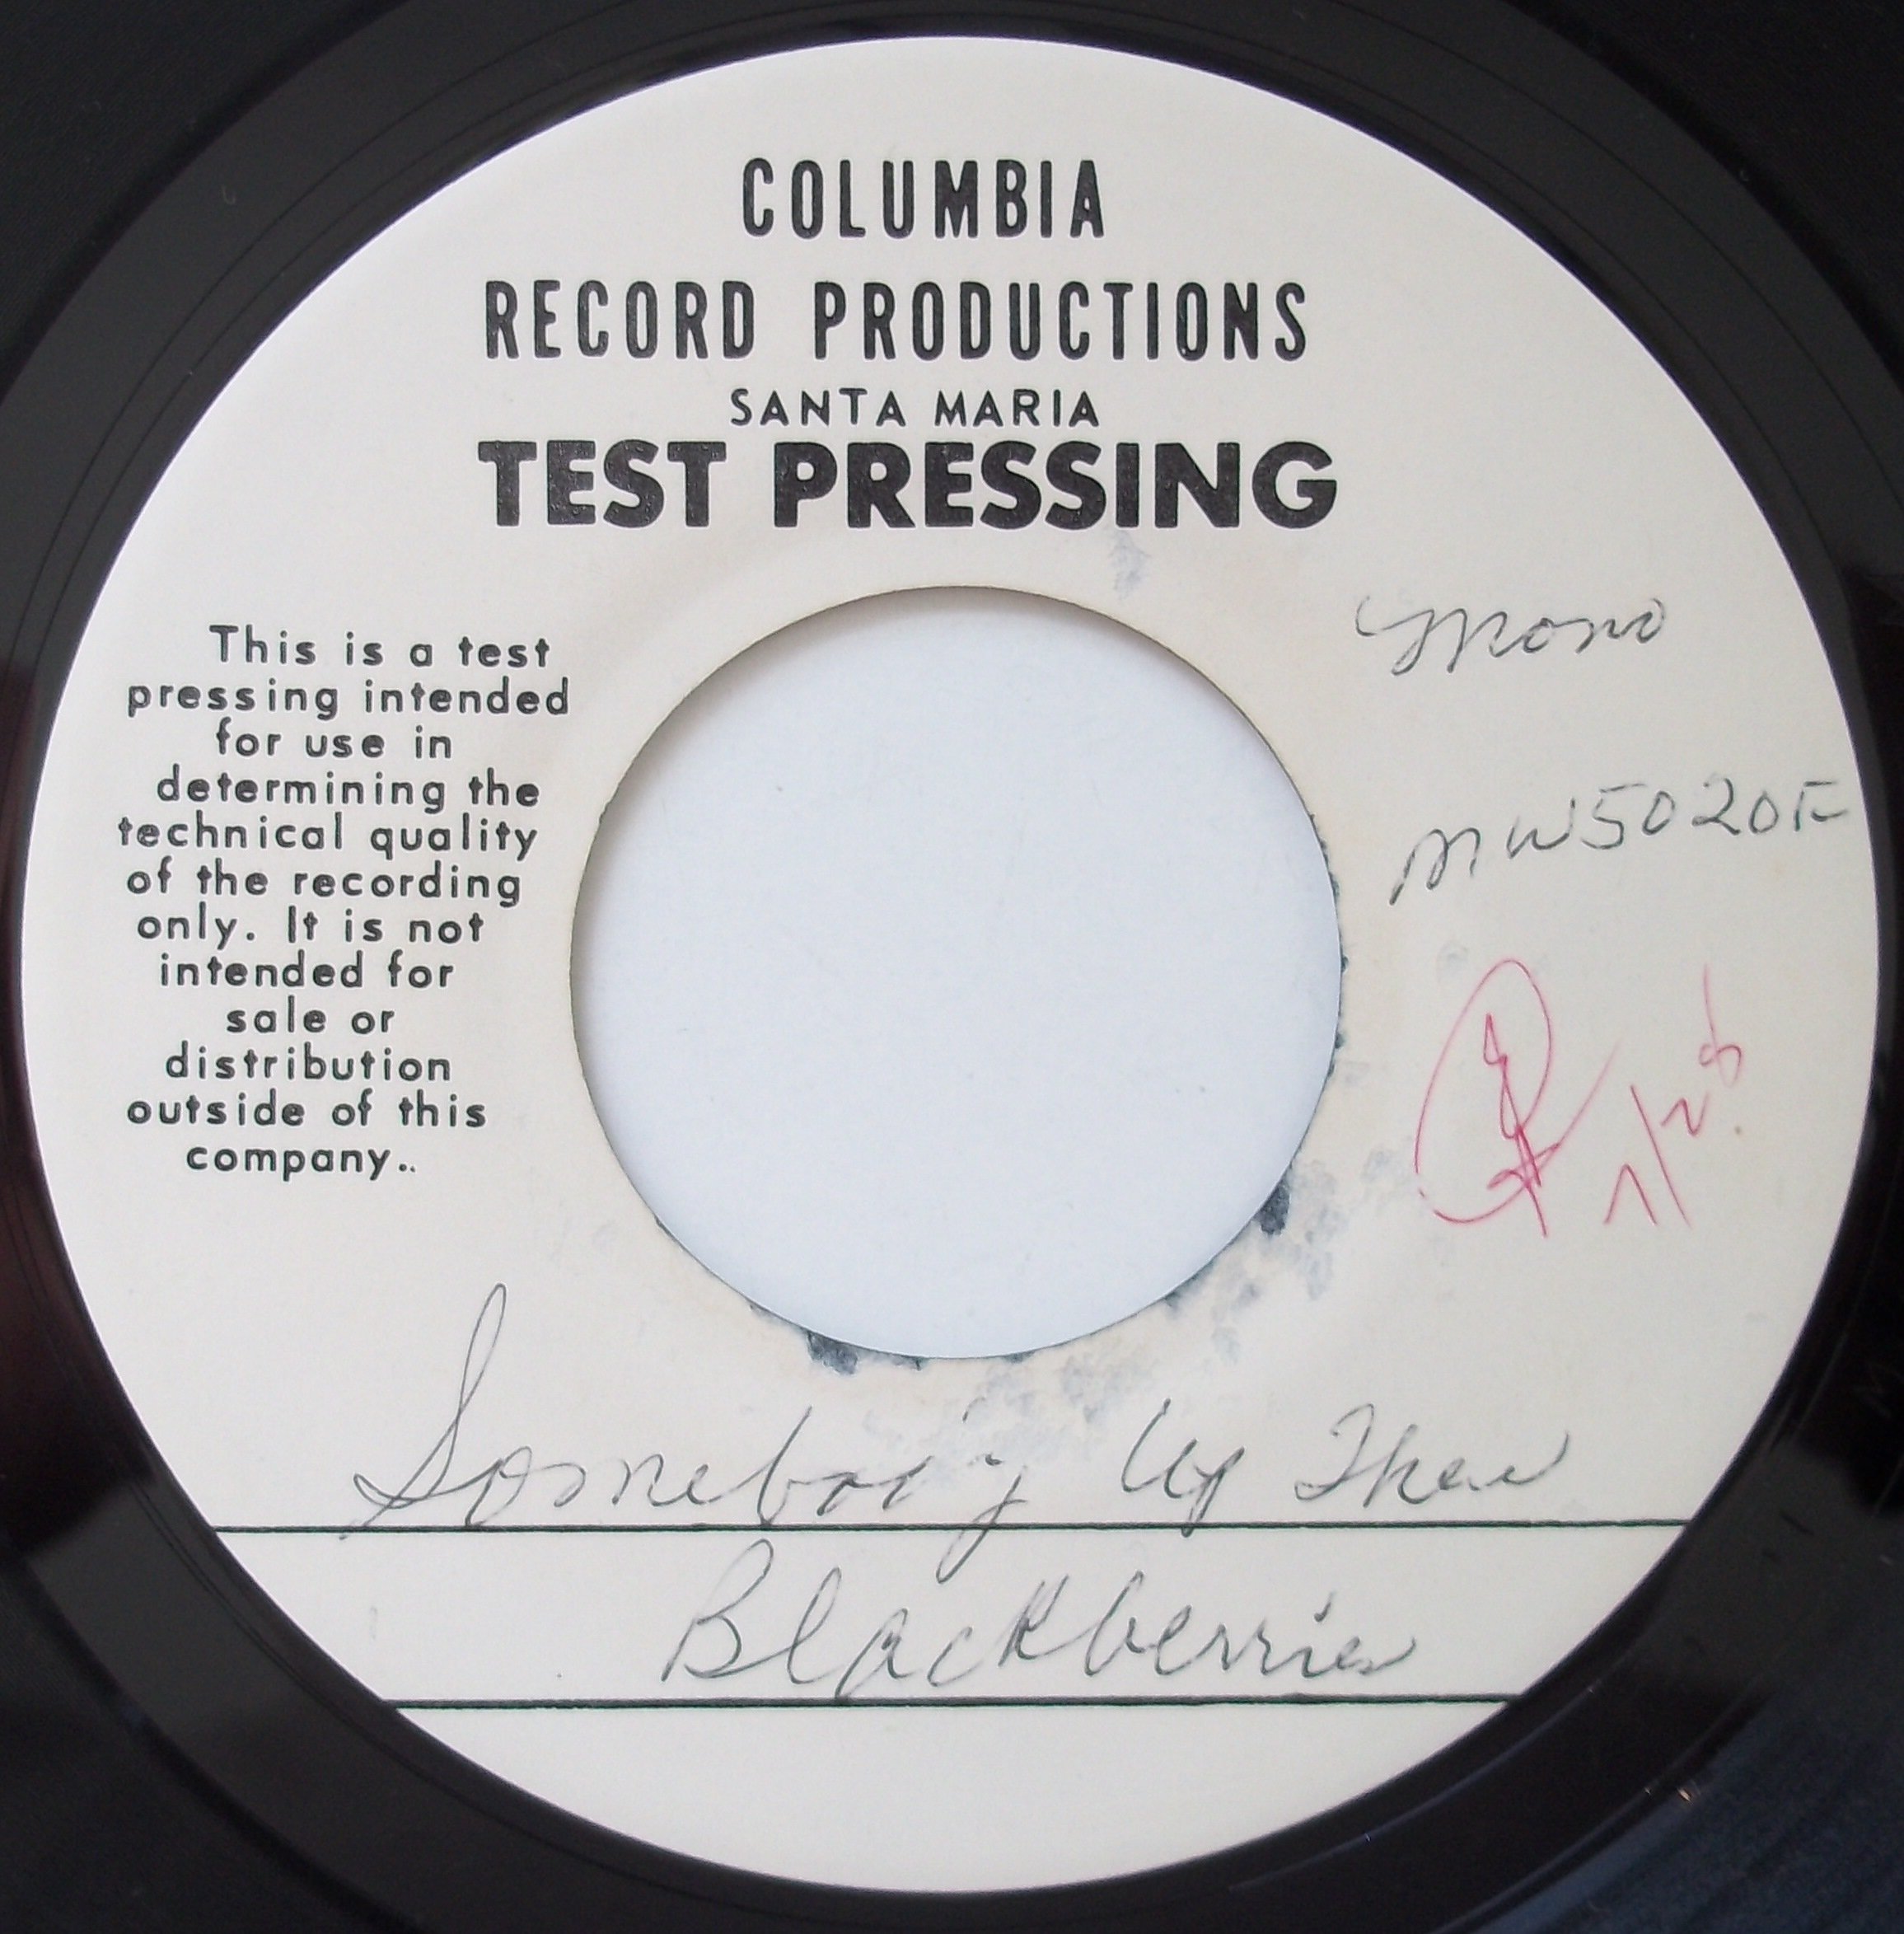 COLUMBIA
RECORD PRODUCTIONS
SANTA MARIA
TEST PRESSING
This is a test
pressing intended
for use in
determining the
technical quality
of the recording
only. It is not
intended for
sale or
distribution
outside of this
company..
Mono
MW5020F
Somebody Up There
Blackberries